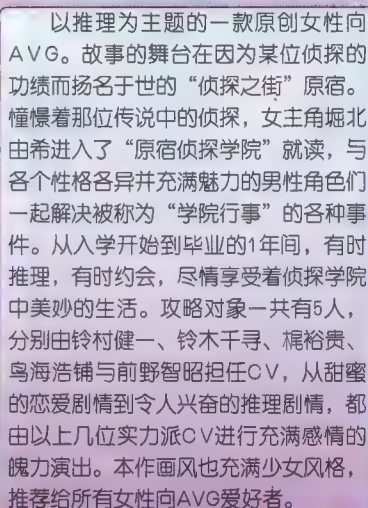 以推理为主题的一款原创女性向
AVG。故事的舞台在因为某位侦探的
功绩而扬名于世的“侦探之街”原宿。
憧憬着那位传说中的侦探，女主角堀北
由希进入了“原宿侦探学院”就读，与
各个性格各异并充满魅力的男性角色们
一起解决被称为“学院行事”的各种事
件。从入学开始到毕业的1年间，有时
推理，有时约会，尽情享受着侦探学院
中美妙的生活。攻略对象一共有5人，
分别由铃村健一、铃木千寻、梶裕贵、
鸟海浩铺与前野智昭担任CV，从甜蜜
的恋爱剧情到令人兴奋的推理剧情，都
由以上几位实力派CV进行充满感情的
魄力演出。本作画风也充满少女风格，
推荐给所有女性向AVG爱好者。